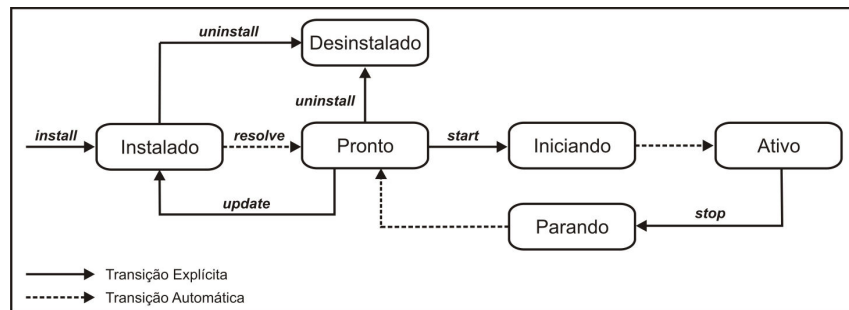 uninstall
Desinstalado
uninstall
install
Instalado
resolve
Pronto
start
Iniciando
Ativo
update
Parando
stop
Transição Explícita
Transição Automática